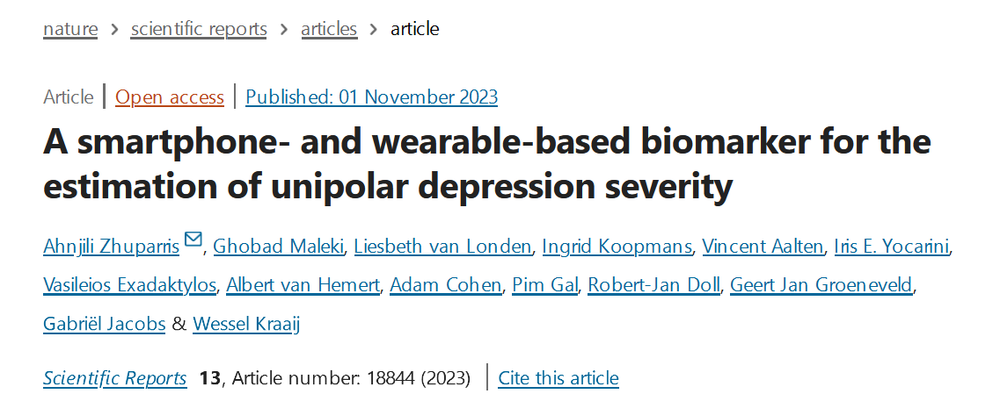 nature > scientific reports > articles > article
Article | Open access | Published: 01 November 2023
A smartphone- and wearable-based biomarker for the
estimation of unipolar depression severity
Ahnjili Zhuparris, Ghobad Maleki, Liesbeth van Londen, Ingrid Koopmans, Vincent Aalten, Iris E. Yocarini,
Vasileios Exadaktylos, Albert van Hemert, Adam Cohen, Pim Gal, Robert-Jan Doll, Geert Jan Groeneveld,
Gabriël Jacobs & Wessel Kraaij
Scientific Reports 13, Article number: 18844 (2023) | Cite this article